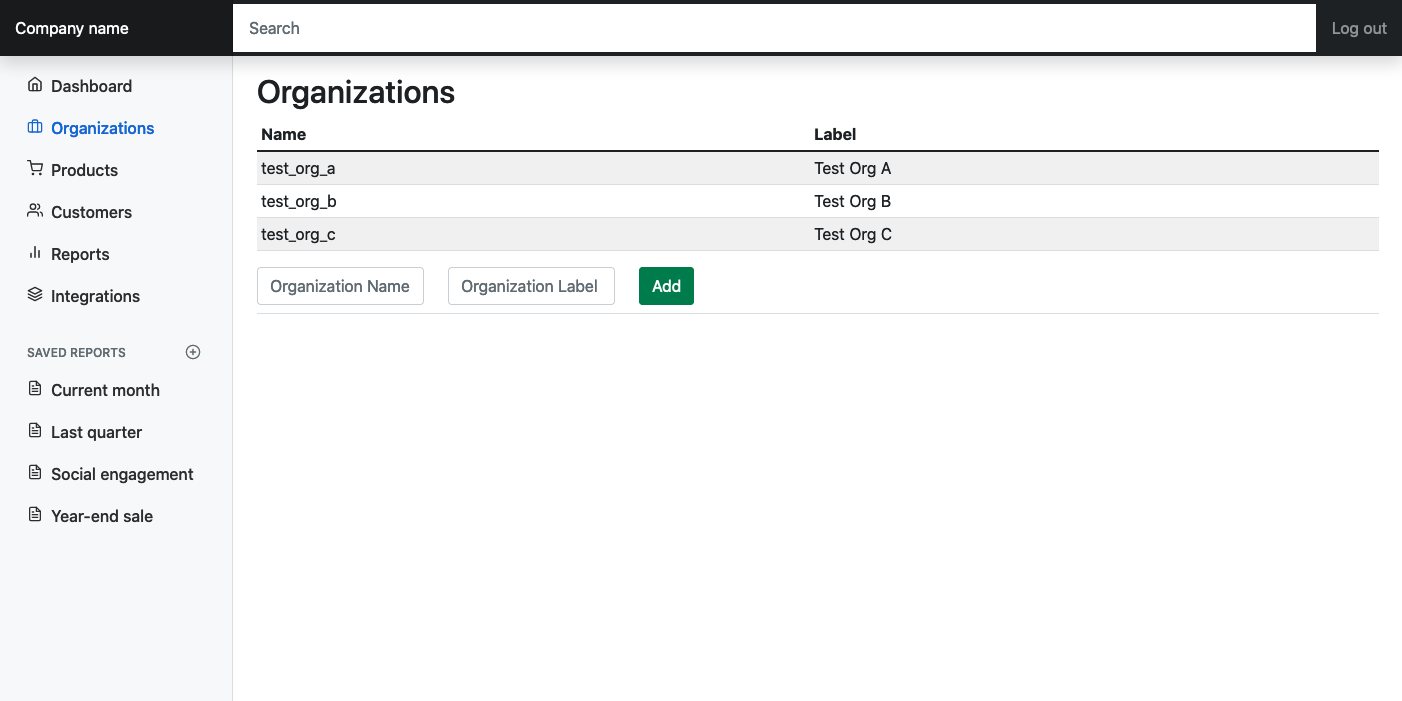 Company name
Search
Log out
Dashboard
Organizations
Products
Customers
Reports
Integrations
SAVED REPORTS
Current month
Last quarter
Social engagement
Year-end sale
Organizations
Name Label
test_org_a Test Org A
test_org_b Test Org B
test_org_c Test Org C
Organization Name Organization Label Add